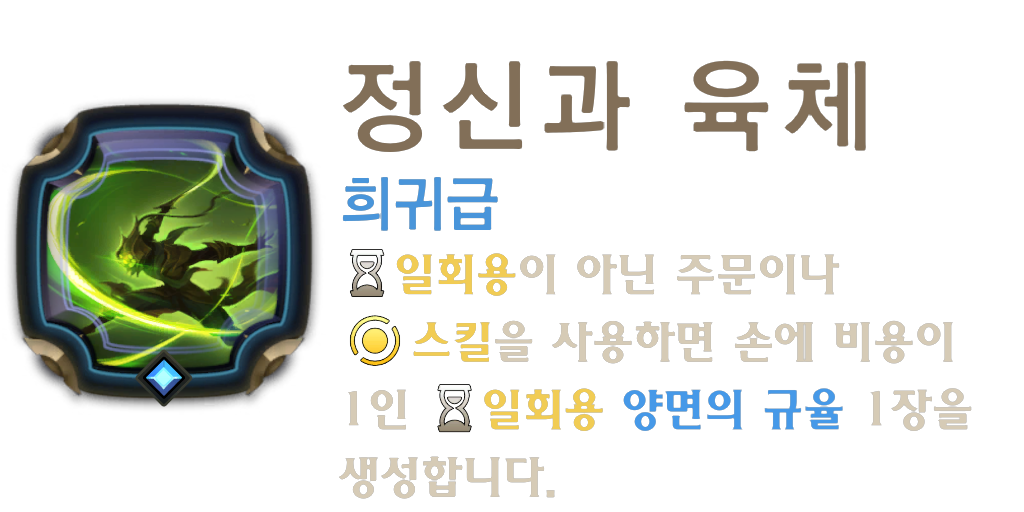 정신과 육체
희귀급
일회용이 아닌 주문이나
스킬을 사용하면 손에 비용이
1인 일회용 양면의 규율 1장을
생성합니다.